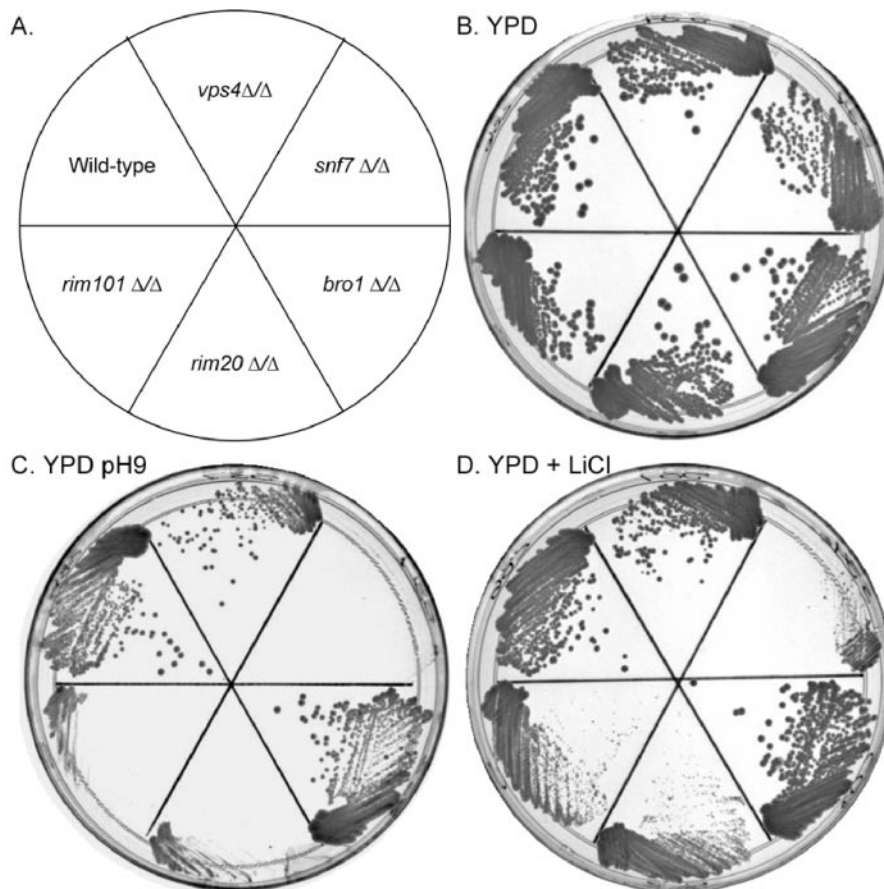 A.
vps4Δ/Δ
Wild-type
snf7 Δ/Δ
rim101 Δ/Δ
bro1 Δ/Δ
rim20 Δ/Δ
B. YPD
C. YPD pH9
D. YPD + LiCl